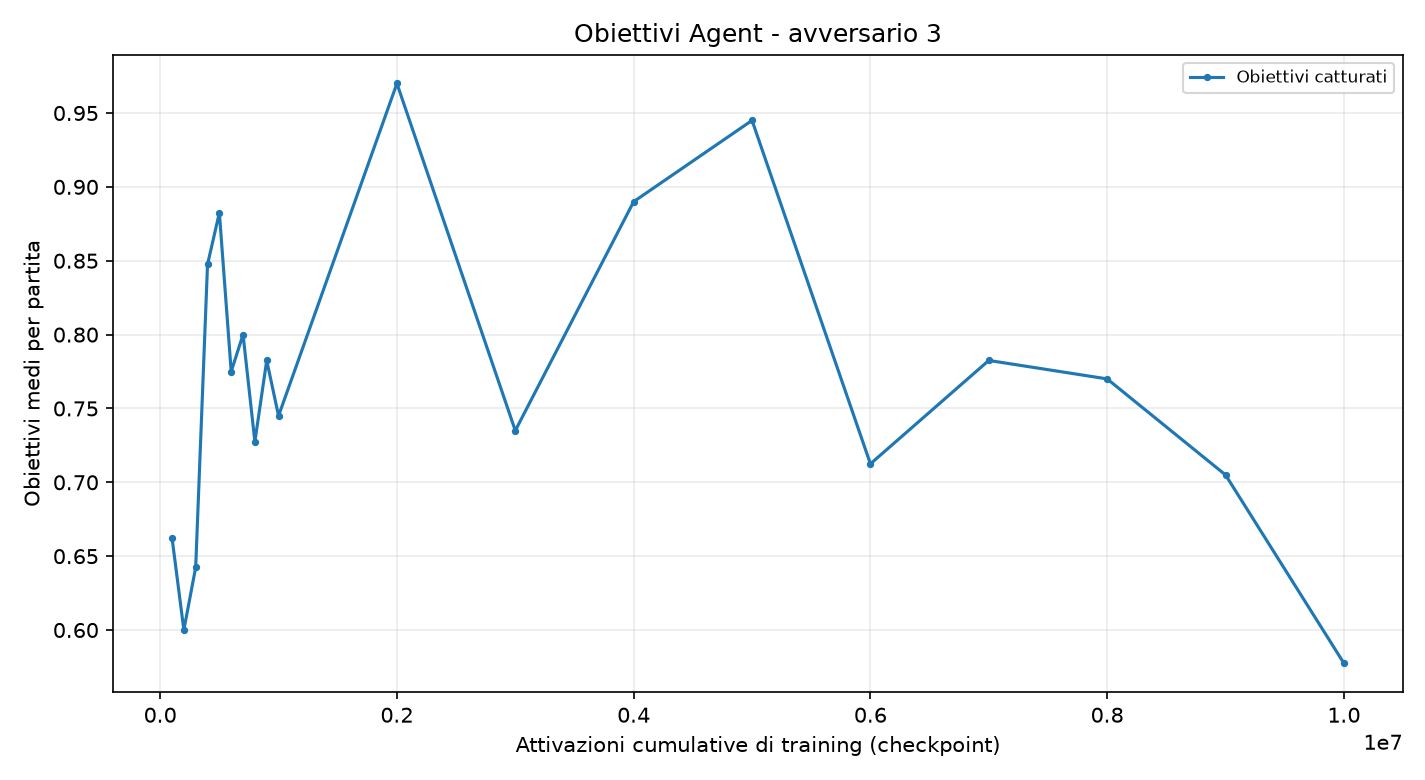 Obiettivi Agent - avversario 3
Obiettivi catturati
Obiettivi medi per partita
0.95
0.90
0.85
0.80
0.75
0.70
0.65
0.60
0.0 0.2 0.4 0.6 0.8 1.0
1e7
Attivazioni cumulative di training (checkpoint)